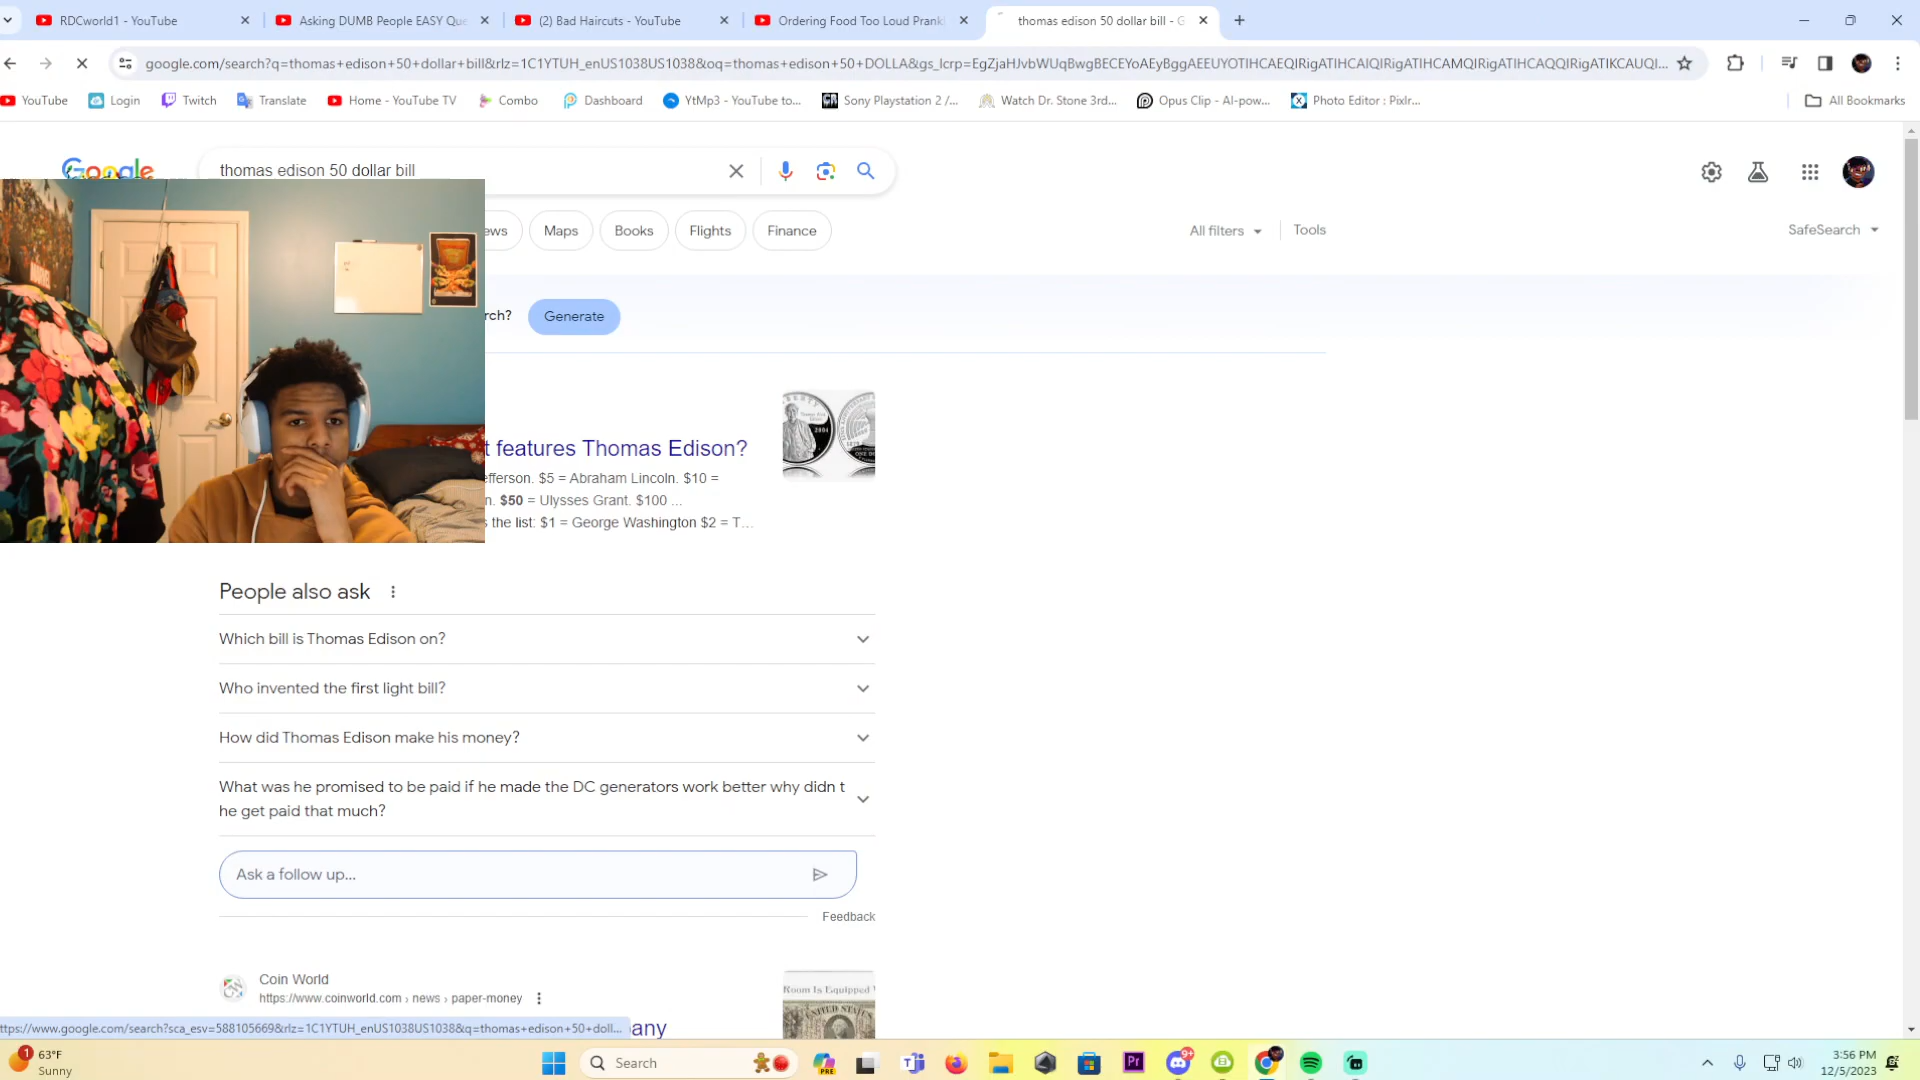 RDCworld1 - YouTube
Asking DUMB People EASY Que
(2) Bad Haircuts - YouTube
Ordering Food Too Loud Prank
thomas edison 50 dollar bill - G
google.com/search?q=thomas+edison+50+dollar+bill&rlz=1C1YTUH_enUS1038US1038&oq=thomas+edison+50+DOLLA&gs_lcrp=EgZjaHJvbWUqBwgBECEYoAEyBggAEEUYOTIHCAEQIRigATIHCAIQIRigATIHCAMQIRigATIHCAQQIRigATIKCAUQI...
YouTube
Login
Twitch
Translate
Home - YouTube TV
Combo
Dashboard
YtMp3 - YouTube to...
Sony Playstation 2 /...
Watch Dr. Stone 3rd...
Opus Clip - AI-pow...
Photo Editor : Pixlr...
All Bookmarks
Google
thomas edison 50 dollar bill
ews
Maps
Books
Flights
Finance
All filters
Tools
SafeSearch
rch?
Generate
t features Thomas Edison?
efferson. $5 = Abraham Lincoln. $10 =
n. $50 = Ulysses Grant. $100 ...
s the list: $1 = George Washington $2 = T...
People also ask
Which bill is Thomas Edison on?
Who invented the first light bill?
How did Thomas Edison make his money?
What was he promised to be paid if he made the DC generators work better why didn t
he get paid that much?
Ask a follow up...
Feedback
Coin World
https://www.coinworld.com › news › paper-money
Room Is Equipped
any
ttps://www.google.com/search?sca_esv=588105669&rlz=1C1YTUH_enUS1038US1038&q=thomas+edison+50+doll...
1
63°F
Sunny
Search
PRE
Pr
9+
3:56 PM
12/5/2023